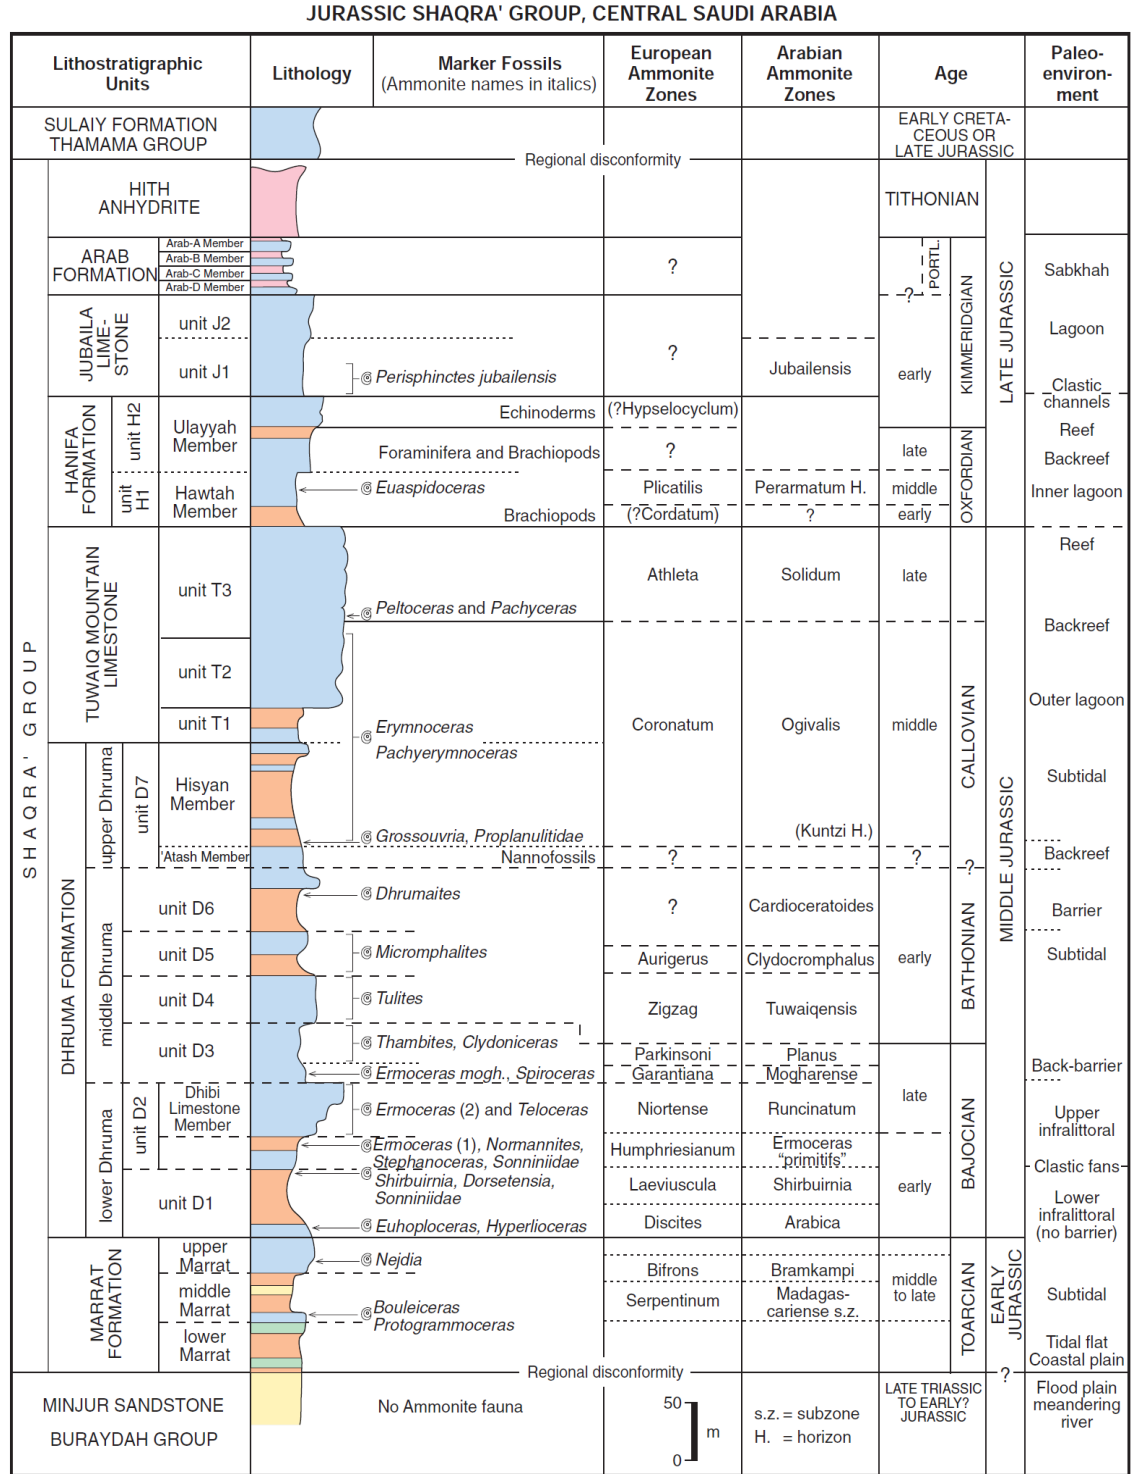 JURASSIC SHAQRA' GROUP, CENTRAL SAUDI ARABIA
Lithostratigraphic
Units
Lithology
Marker Fossils
(Ammonite names in italics)
European
Ammonite
Zones
Arabian
Ammonite
Zones
Age
Paleo-
environ-
ment
SULAIY FORMATION
THAMAMA GROUP
EARLY CRETA-
CEOUS OR
LATE JURASSIC
Regional disconformity
SHAQRA' GROUP
HITH
ANHYDRITE
TITHONIAN
ARAB
FORMATION
Arab-A Member
Arab-B Member
Arab-C Member
Arab-D Member
?
PORTL.
?
Sabkhah
LATE JURASSIC
KIMMERIDGIAN
JUBAILA
LIME-
STONE
unit J2
unit J1
Perisphinctes jubailensis
?
Jubailensis
early
Lagoon
Clastic
channels
HANIFA
FORMATION
unit H2
Ulayyah
Member
Echinoderms
(?Hypselocyclum)
Reef
Foraminifera and Brachiopods
?
late
Backreef
OXFORDIAN
unit
H1
Hawtah
Member
Euaspidoceras
Plicatilis
Perarmatum H.
middle
Inner lagoon
Brachiopods
(?Cordatum)
?
early
TUWAIQ MOUNTAIN
LIMESTONE
unit T3
Athleta
Solidum
late
Reef
Peltoceras and Pachyceras
Backreef
unit T2
Outer lagoon
unit T1
Erymnoceras
Pachyerymnoceras
Coronatum
Ogivalis
middle
CALLOVIAN
MIDDLE JURASSIC
DHRUMA FORMATION
upper Dhruma
unit D7
Hisyan
Member
Subtidal
Grossouvria, Proplanulitidae
(Kuntzi H.)
'Atash Member
Nannofossils
?
?
Backreef
?
middle Dhruma
unit D6
Dhrumaites
?
Cardioceratoides
Barrier
unit D5
Micromphalites
Aurigerus
Clydocromphalus
early
BATHONIAN
Subtidal
unit D4
Tulites
Zigzag
Tuwaiqensis
unit D3
Thambites, Clydoniceras
Parkinsoni
Planus
Ermoceras mogh., Spiroceras
Garantiana
Mogharense
Back-barrier
lower Dhruma
unit D2
Dhibi
Limestone
Member
Ermoceras (2) and Teloceras
Niortense
Runcinatum
late
Upper
infralittoral
BAJOCIAN
Ermoceras (1), Normannites,
Stephanoceras, Sonniniidae
Humphriesianum
Ermoceras
“primitifs”
Clastic fans
unit D1
Shirbuirnia, Dorsetensia,
Sonniniidae
Laeviuscula
Shirbuirnia
early
Lower
infralittoral
(no barrier)
Euhoploceras, Hyperlioceras
Discites
Arabica
MARRAT
FORMATION
upper
Marrat
Nejdia
Bifrons
Bramkampi
middle
to late
TOARCIAN
EARLY
JURASSIC
middle
Marrat
Serpentinum
Madagas-
cariense s.z.
Subtidal
Bouleiceras
Protogrammoceras
lower
Marrat
Tidal flat
Coastal plain
Regional disconformity
?
MINJUR SANDSTONE
BURAYDAH GROUP
No Ammonite fauna
50
m
0
s.z. = subzone
H. = horizon
LATE TRIASSIC
TO EARLY?
JURASSIC
Flood plain
meandering
river